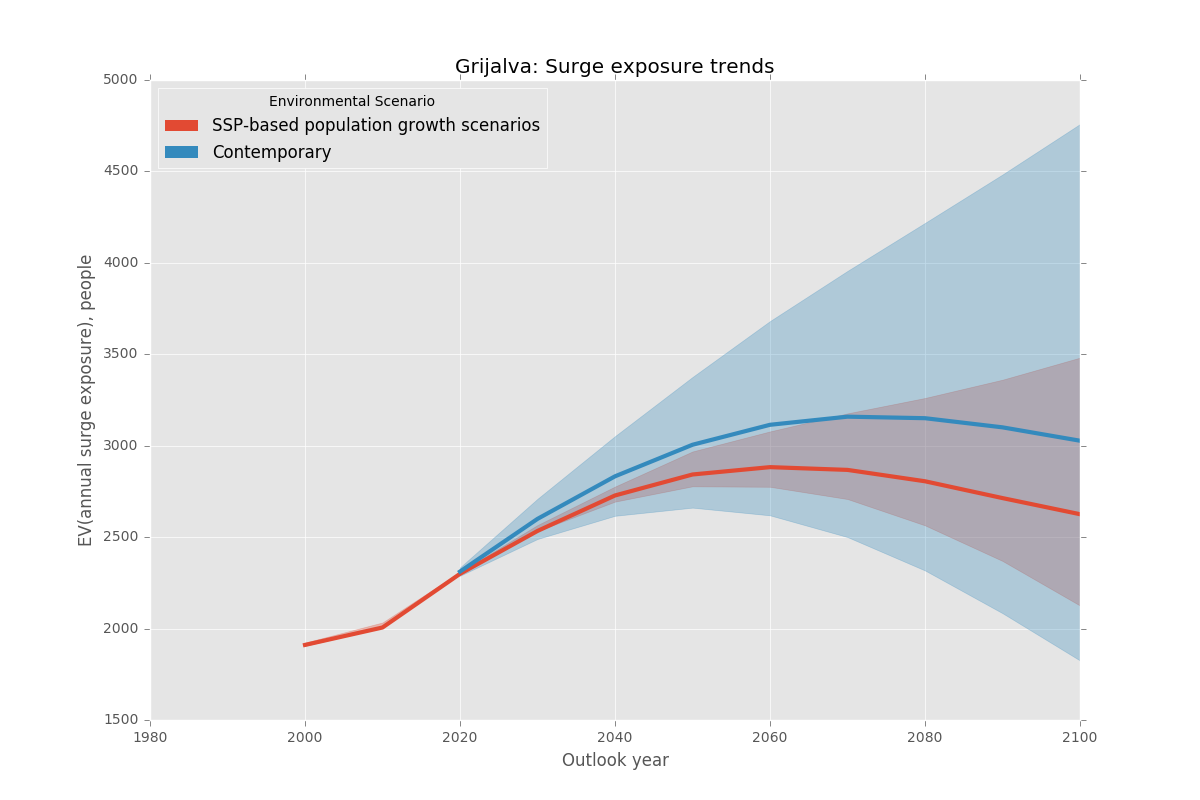 Grijalva: Surge exposure trends
Environmental Scenario
SSP-based population growth scenarios
Contemporary
EV(annual surge exposure), people
5000
4500
4000
3500
3000
2500
2000
1500
1980 2000 2020 2040 2060 2080 2100
Outlook year